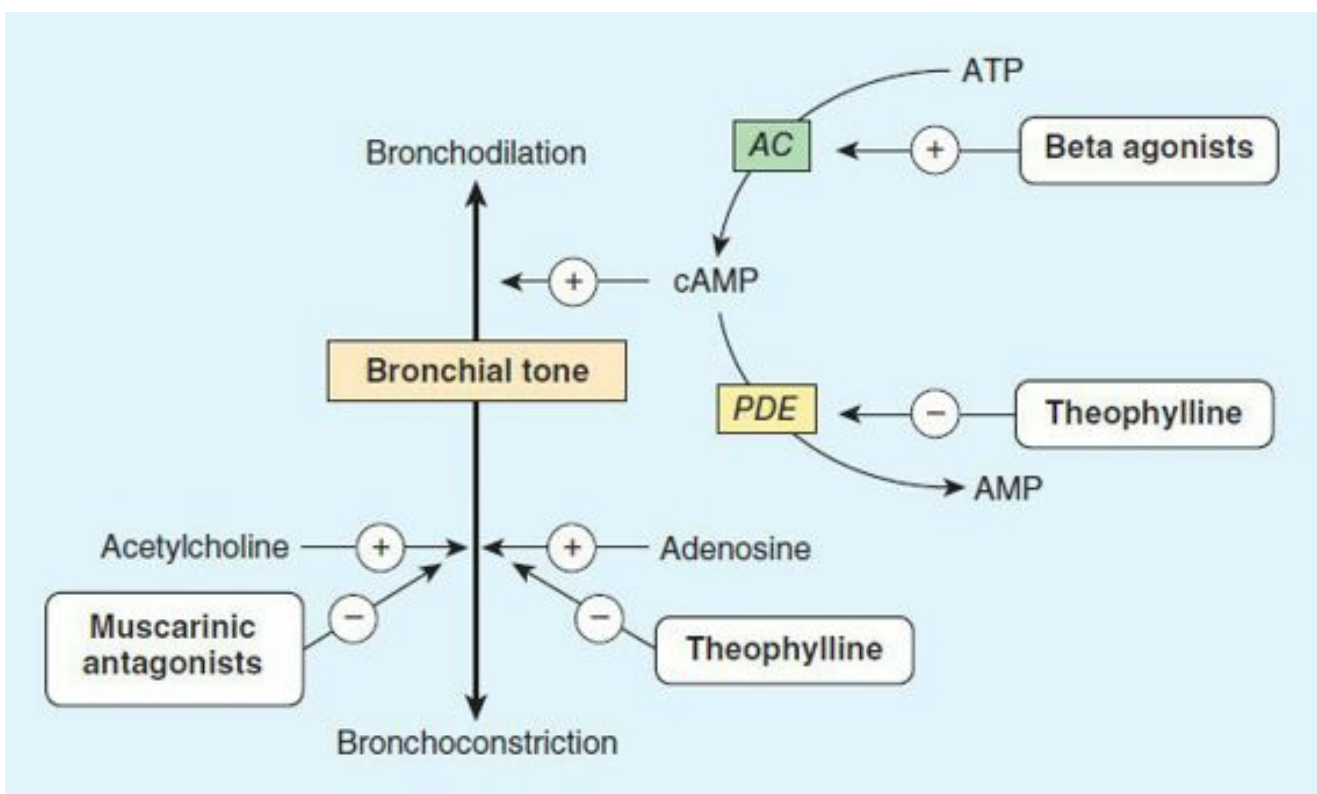 ATP
AC
+
Beta agonists
Bronchodilation
+
cAMP
Bronchial tone
PDE
−
Theophylline
AMP
Acetylcholine
+
+
Adenosine
−
−
Muscarinic
antagonists
Theophylline
Bronchoconstriction